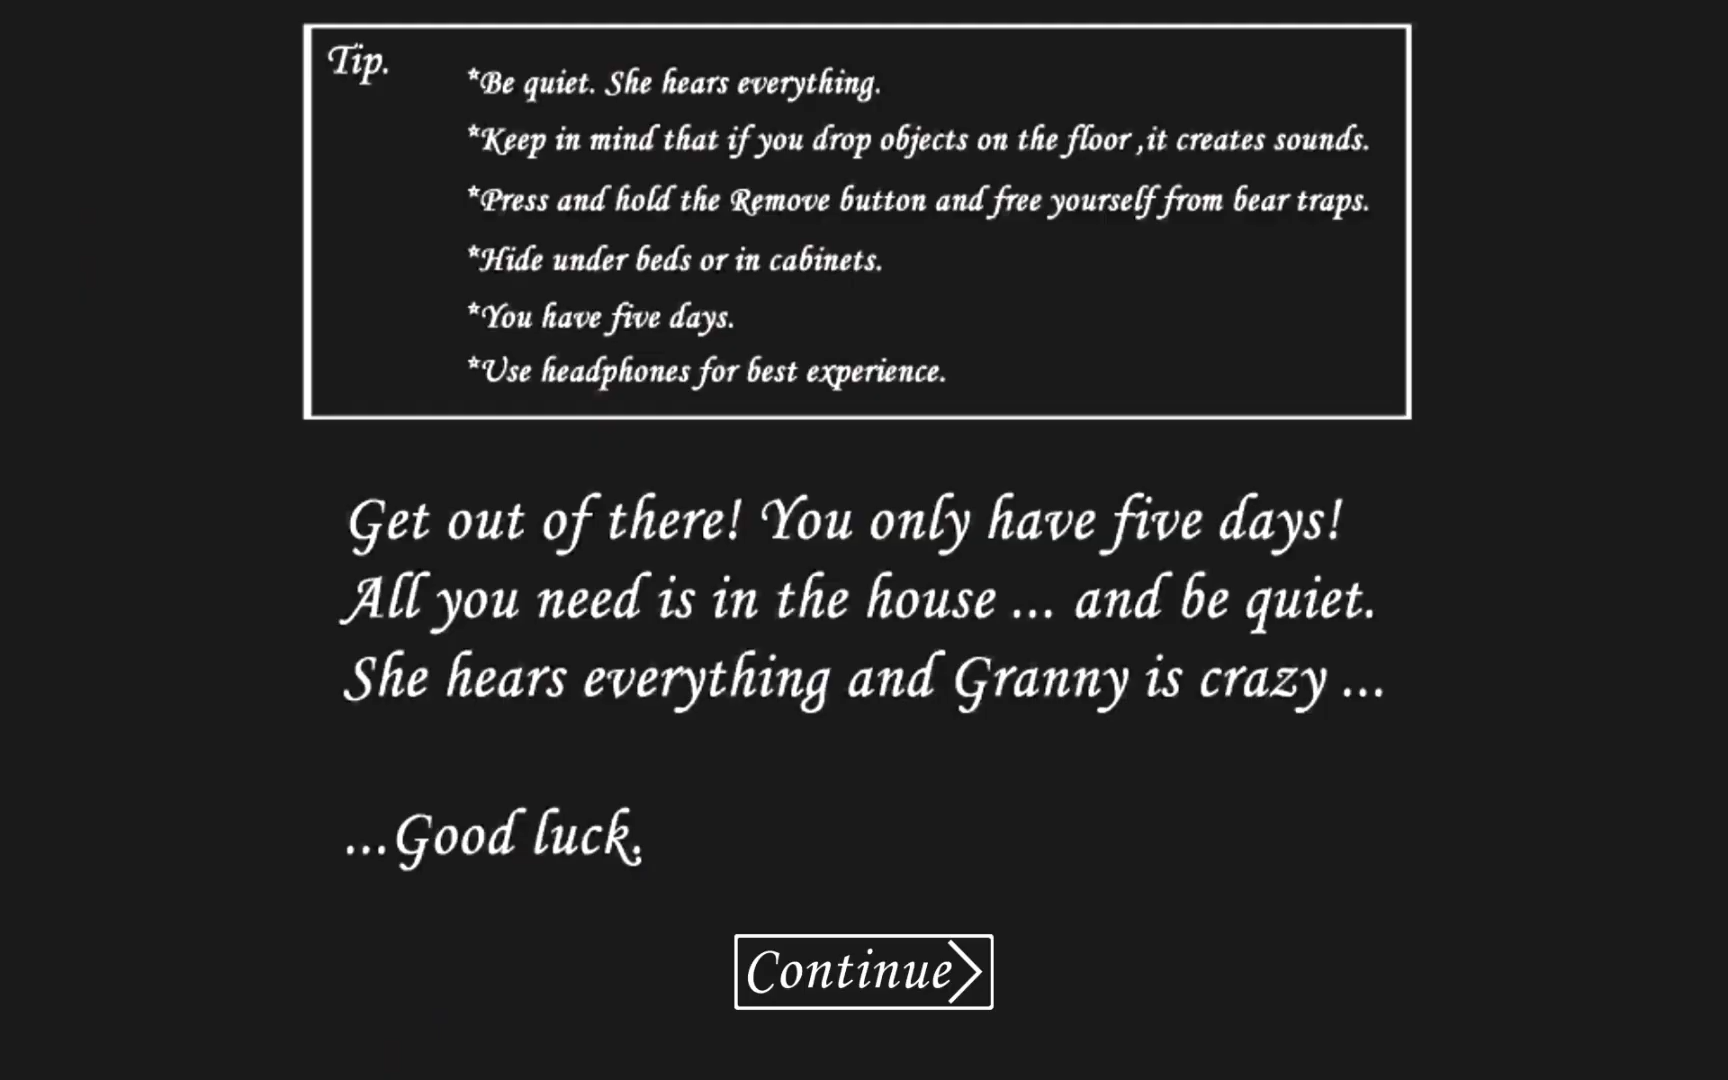 Tip.
*Be quiet. She hears everything.
*Keep in mind that if you drop objects on the floor ,it creates sounds.
*Press and hold the Remove button and free yourself from bear traps.
*Hide under beds or in cabinets.
*You have five days.
*Use headphones for best experience.
Get out of there! You only have five days!
All you need is in the house ... and be quiet.
She hears everything and Granny is crazy ...
...Good luck.
Continue